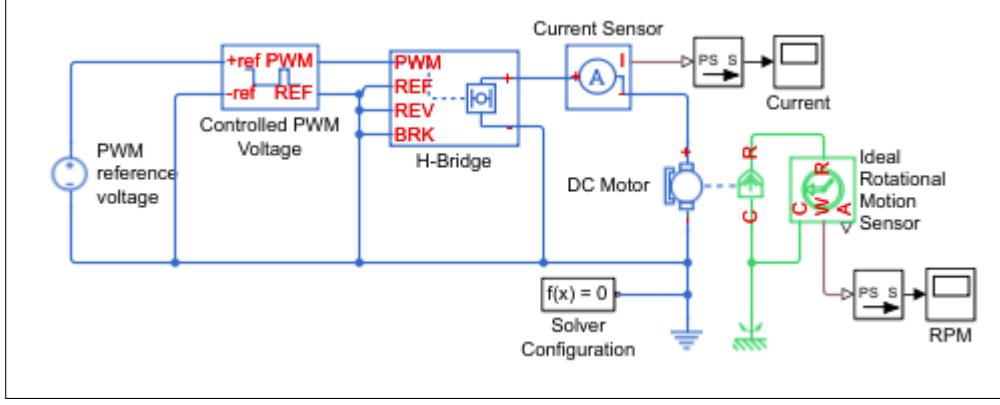 Current Sensor
+ref PWM
-ref REF
Controlled PWM
Voltage
PWM
REF
REV
BRK
+
-
H-Bridge
+
A
I
-
PS S
Current
PWM
reference
voltage
+
-
DC Motor
+
-
R
C
R
C
W
A
Ideal
Rotational
Motion
Sensor
f(x) = 0
Solver
Configuration
PS S
RPM